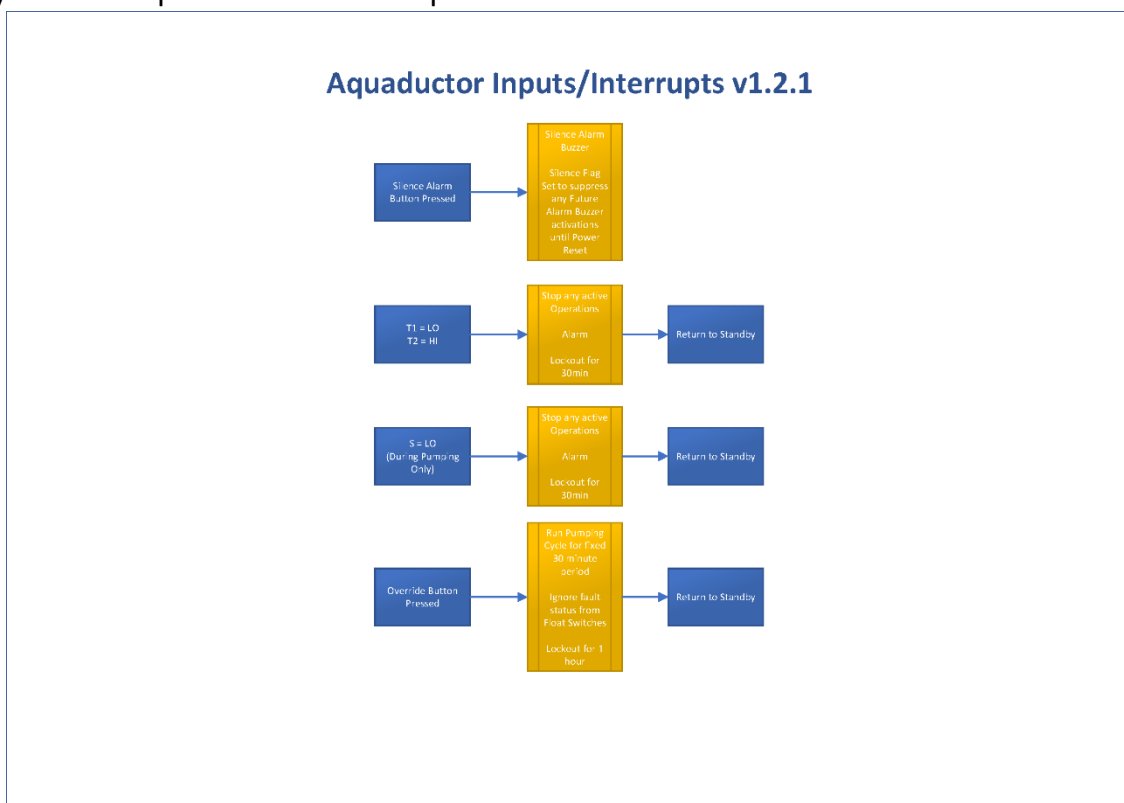 Aquaductor Inputs/Interrupts v1.2.1
Silence Alarm
Button Pressed
Silence Alarm
Buzzer
Silence Flag
Set to suppress
any Future
Alarm Buzzer
activations
until Power
Reset
T1 = LO
T2 = HI
Stop any active
Operations
Alarm
Lockout for
30min
Return to Standby
S = LO
(During Pumping
Only)
Stop any active
Operations
Alarm
Lockout for
30min
Return to Standby
Override Button
Pressed
Run Pumping
Cycle for fixed
30 minute
period
Ignore fault
status from
Float Switches
Lockout for 1
hour
Return to Standby